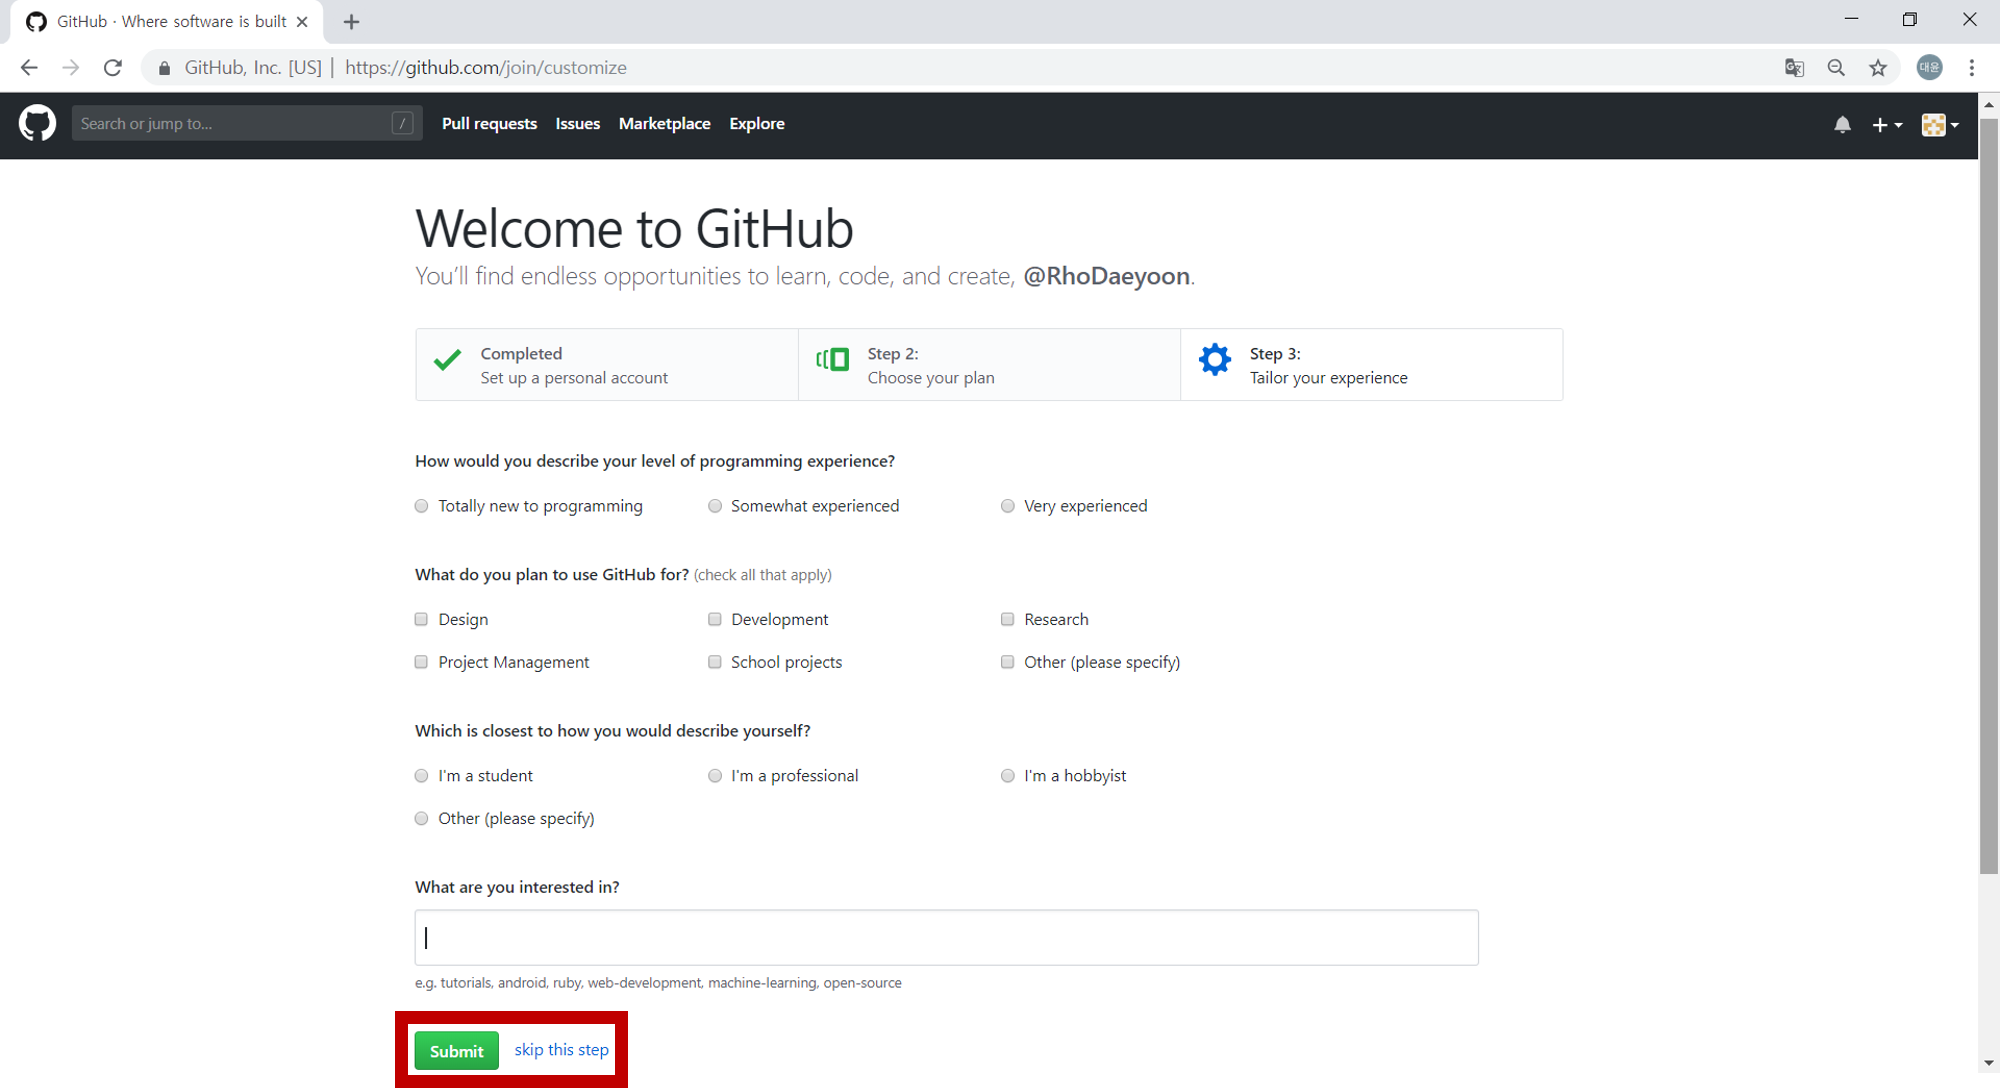 GitHub · Where software is built
GitHub, Inc. [US] | https://github.com/join/customize
대윤
Search or jump to... /
Pull requests Issues Marketplace Explore
Welcome to GitHub
You’ll find endless opportunities to learn, code, and create, @RhoDaeyoon.
Completed
Set up a personal account
Step 2:
Choose your plan
Step 3:
Tailor your experience
How would you describe your level of programming experience?
Totally new to programming
Somewhat experienced
Very experienced
What do you plan to use GitHub for? (check all that apply)
Design
Development
Research
Project Management
School projects
Other (please specify)
Which is closest to how you would describe yourself?
I'm a student
I'm a professional
I'm a hobbyist
Other (please specify)
What are you interested in?
e.g. tutorials, android, ruby, web-development, machine-learning, open-source
Submit skip this step